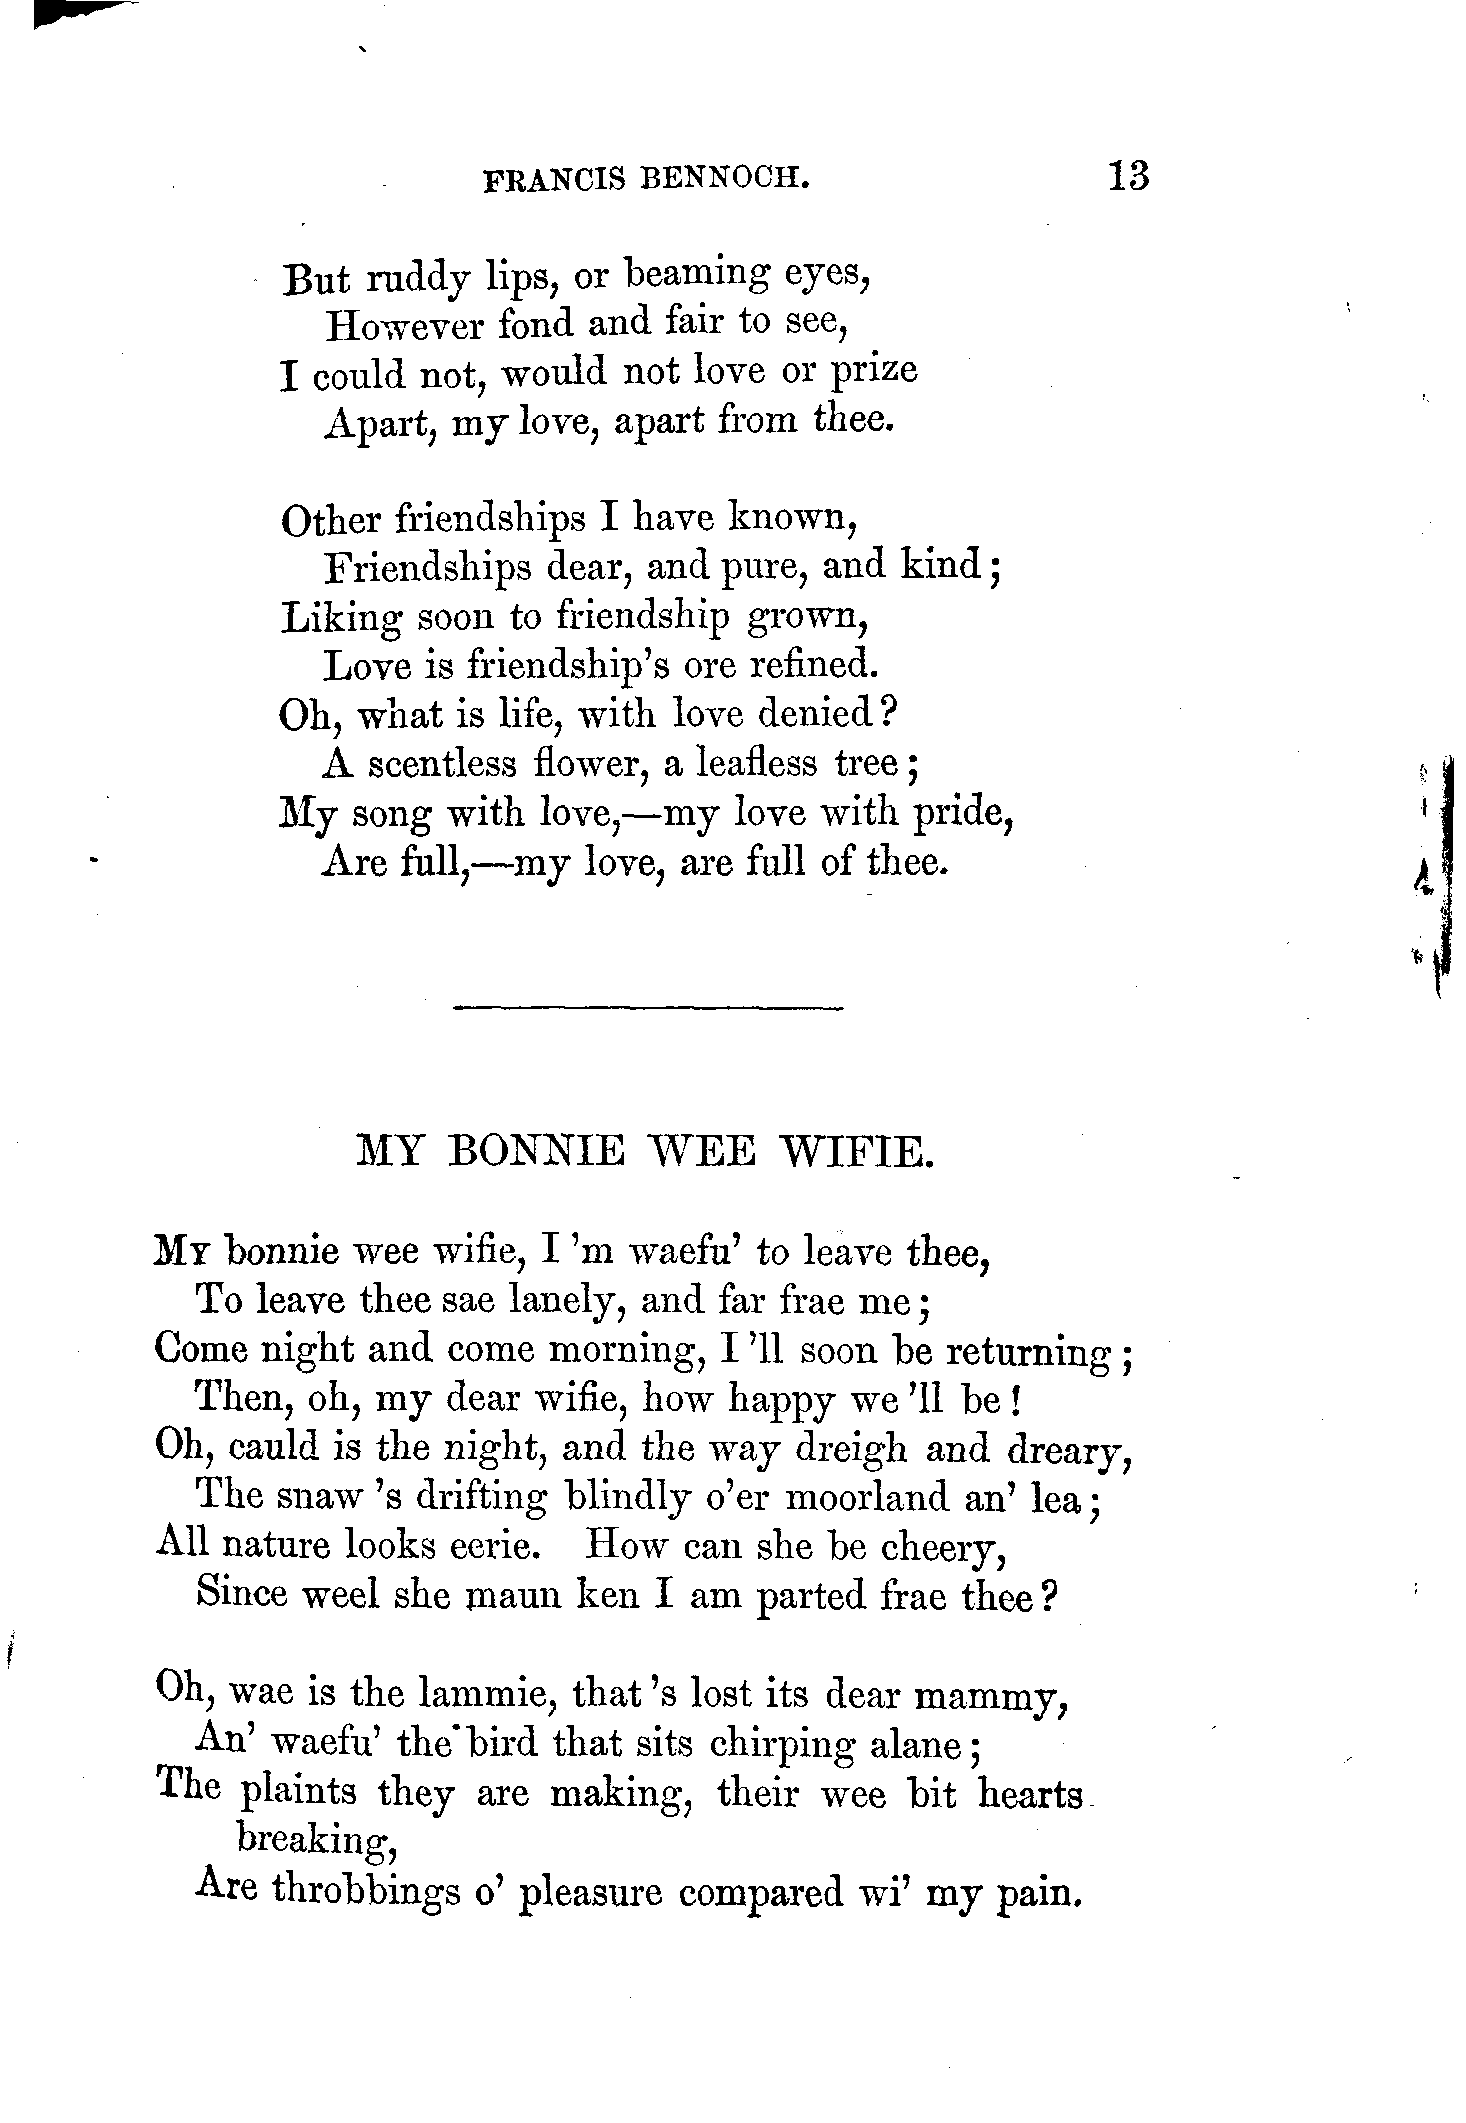 FRANCIS BENNOCH. 13
But ruddy lips, or beaming eyes,
However fond and fair to see,
I could not, would not love or prize
Apart, my love, apart from thee.
Other friendships I have known,
Friendships dear, and pure, and kind;
Liking soon to friendship grown,
Love is friendship's ore refined.
Oh, what is life, with love denied?
A scentless flower, a leafless tree;
My song with love,—my love with pride,
Are full,—my love, are full of thee.
MY BONNIE WEE WIFIE.
MY bonnie wee wifie, I 'm waefu' to leave thee,
To leave thee sae lanely, and far frae me;
Come night and come morning, I 'll soon be returning;
Then, oh, my dear wifie, how happy we 'll be!
Oh, cauld is the night, and the way dreigh and dreary,
The snaw 's drifting blindly o'er moorland an' lea;
All nature looks eerie. How can she be cheery,
Since weel she maun ken I am parted frae thee?
Oh, wae is the lammie, that 's lost its dear mammy,
An' waefu' the bird that sits chirping alane;
The plaints they are making, their wee bit hearts
breaking,
Are throbbings o' pleasure compared wi' my pain.